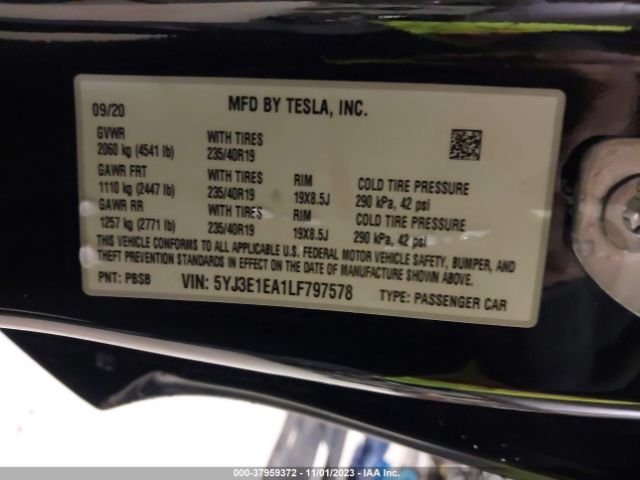 09/20 MFD BY TESLA, INC.
GVWR WITH TIRES
2060 kg (4541 lb) 235/40R19
GAWR FRT WITH TIRES RIM COLD TIRE PRESSURE
1110 kg (2447 lb) 235/40R19 19X8.5J 290 kPa, 42 psi
GAWR RR WITH TIRES RIM COLD TIRE PRESSURE
1257 kg (2771 lb) 235/40R19 19X8.5J 290 kPa, 42 psi
THIS VEHICLE CONFORMS TO ALL APPLICABLE U.S. FEDERAL MOTOR VEHICLE SAFETY, BUMPER, AND
THEFT PREVENTION STANDARDS IN EFFECT ON THE DATE OF MANUFACTURE SHOWN ABOVE.
PNT: PBSB VIN: 5YJ3E1EA1LF797578 TYPE: PASSENGER CAR
000-37959372 - 11/01/2023 - IAA Inc.